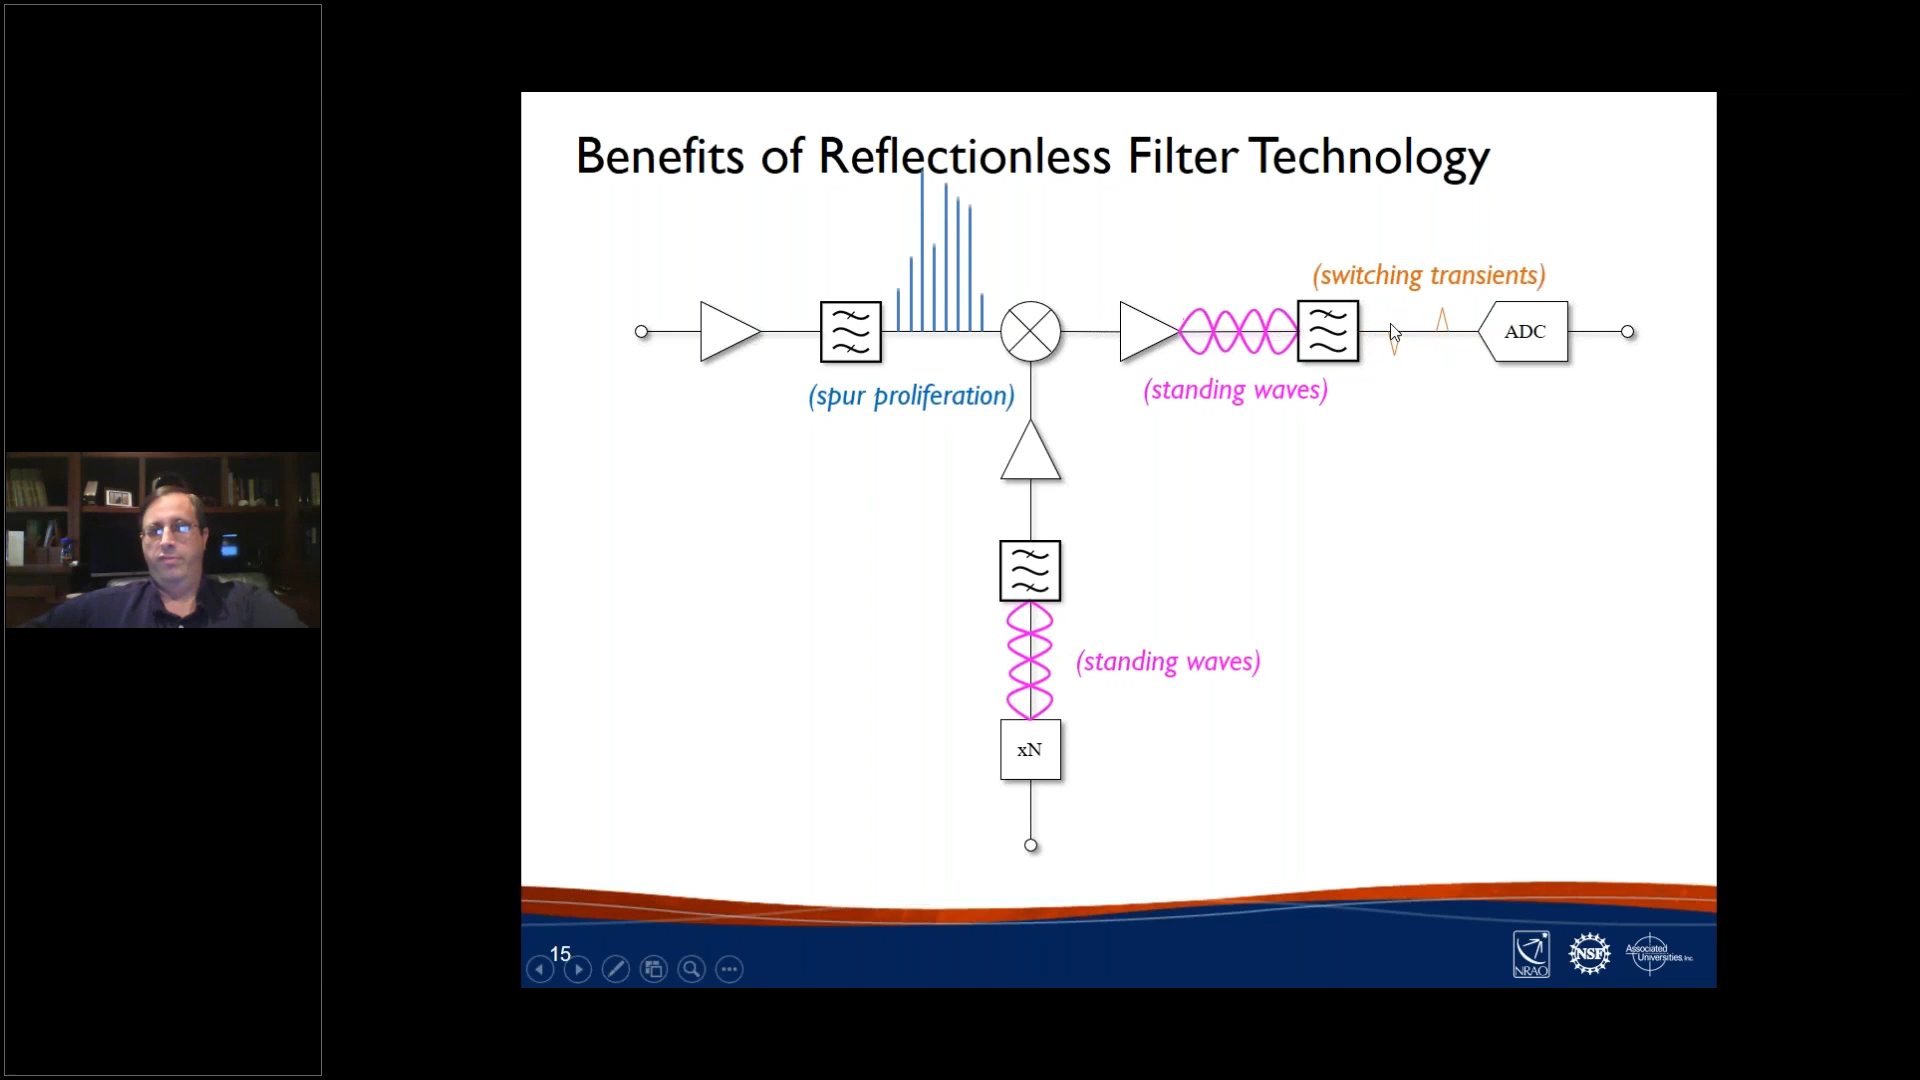 Benefits of Reflectionless Filter Technology
(switching transients)
ADC
(spur proliferation)
(standing waves)
(standing waves)
xN
15
NRAO
NSF
Associated
Universities, Inc.